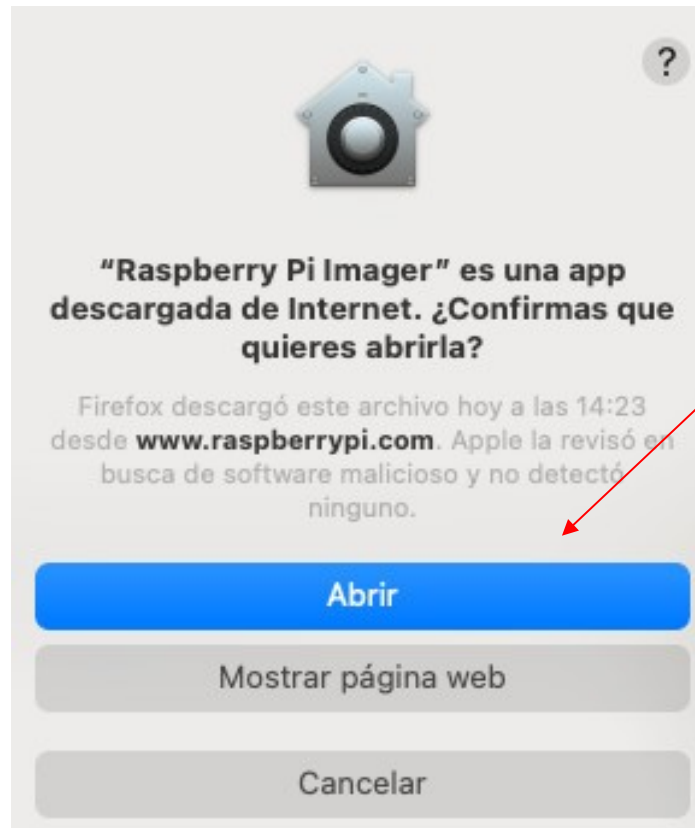 ?
“Raspberry Pi Imager” es una app
descargada de Internet. ¿Confirmas que
quieres abrirla?
Firefox descargó este archivo hoy a las 14:23
desde www.raspberrypi.com. Apple la revisó en
busca de software malicioso y no detectó
ninguno.
Abrir
Mostrar página web
Cancelar